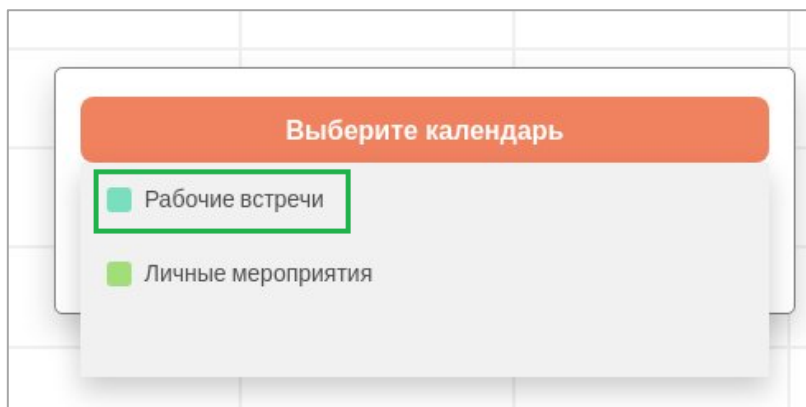 Выберите календарь
Рабочие встречи
Личные мероприятия